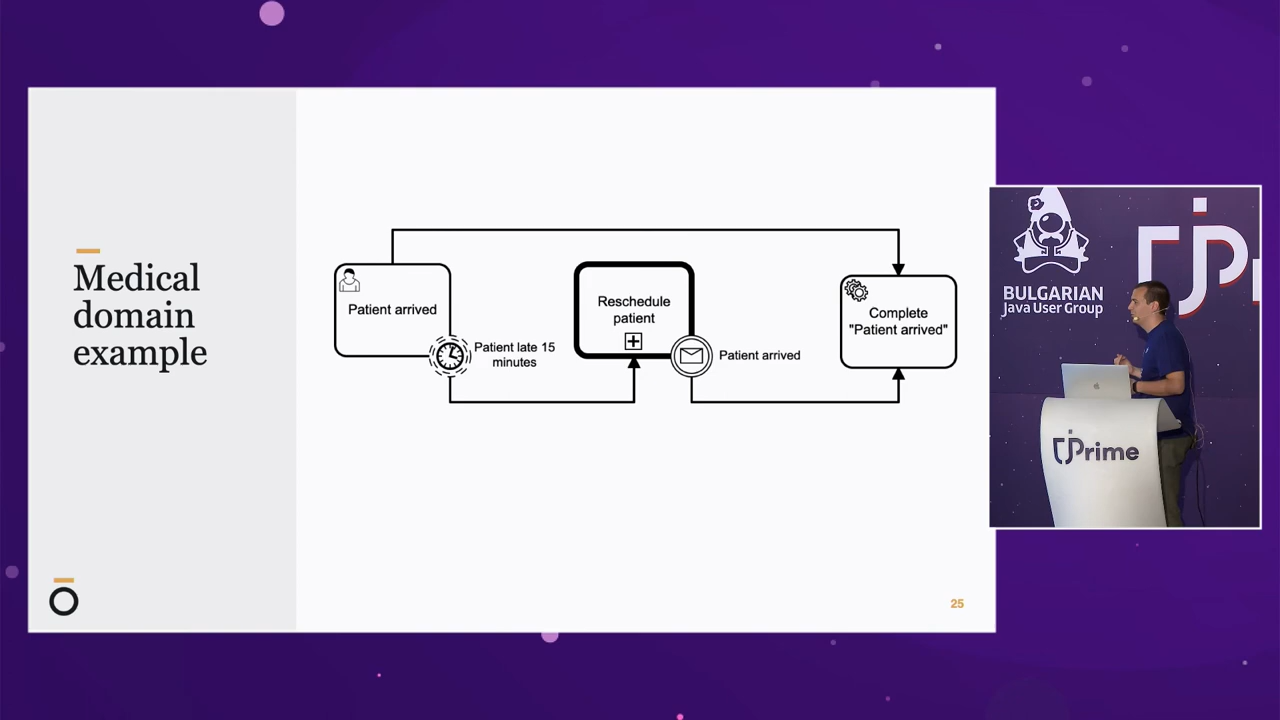 Medical
domain
example
Patient arrived
Patient late 15
minutes
Reschedule
patient
Patient arrived
Complete
"Patient arrived"
25
BULGARIAN
Java User Group
JPrime